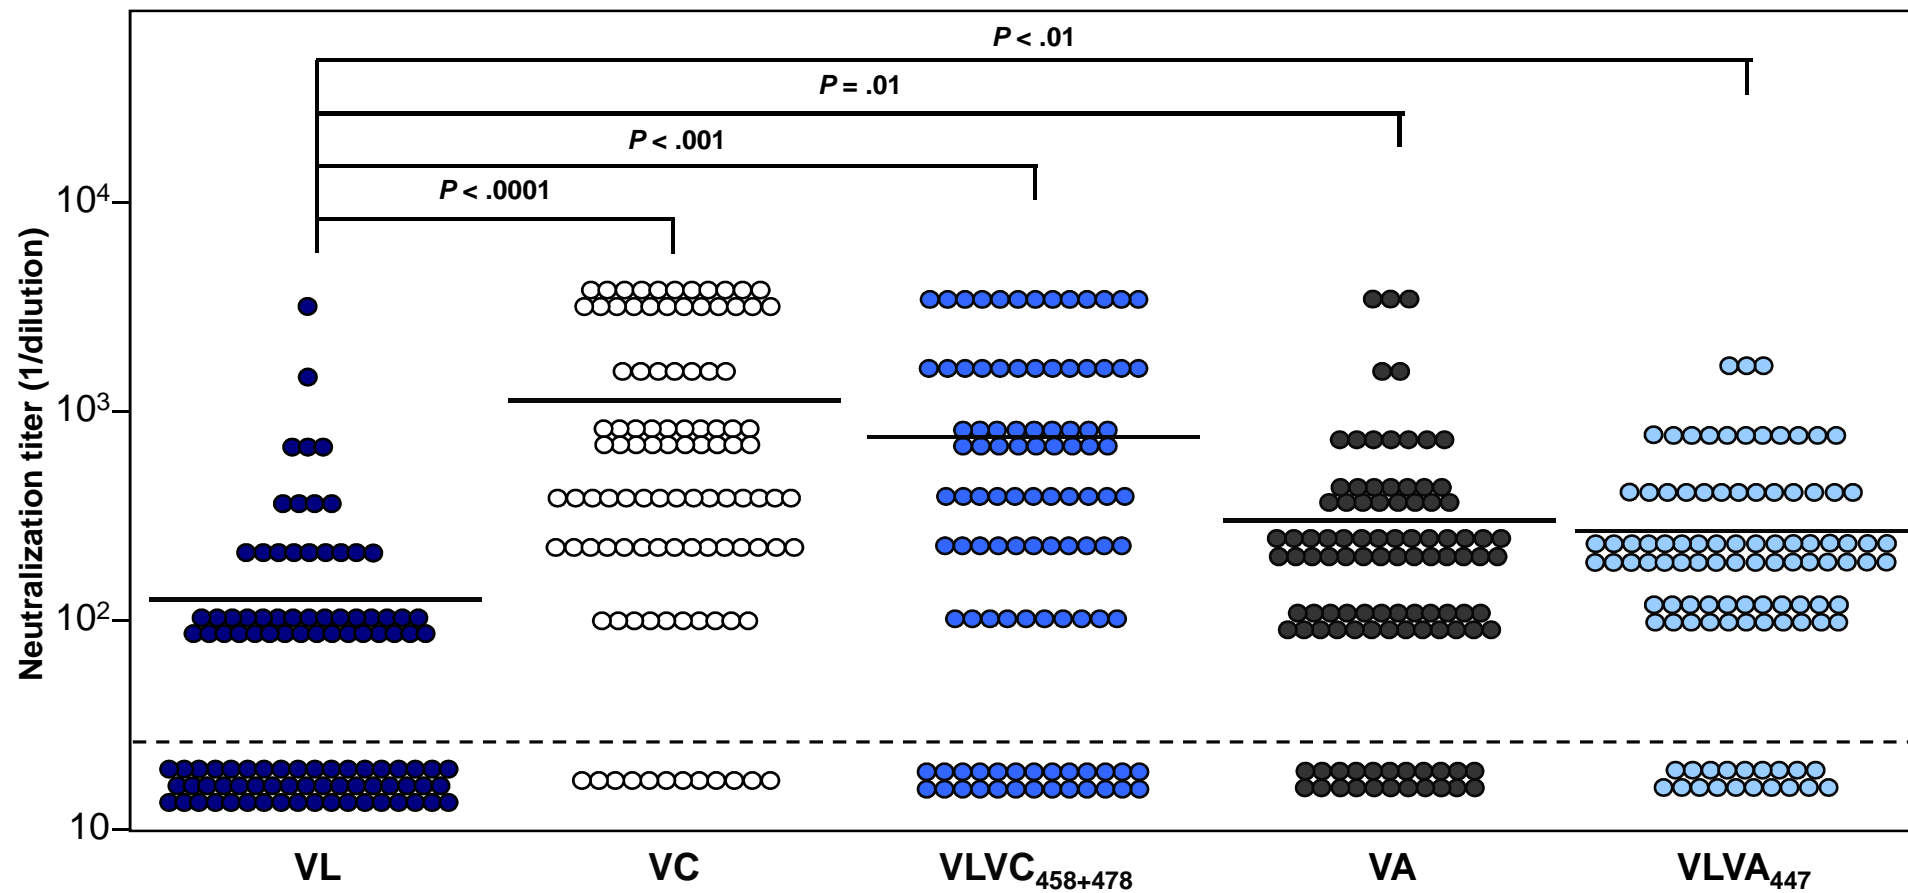 P < .01
P = .01
P < .001
P < .0001
10⁴
10³
10²
10
Neutralization titer (1/dilution)
VL VC VLVC₄₅₈₊₄₇₈ VA VLVA₄₄₇